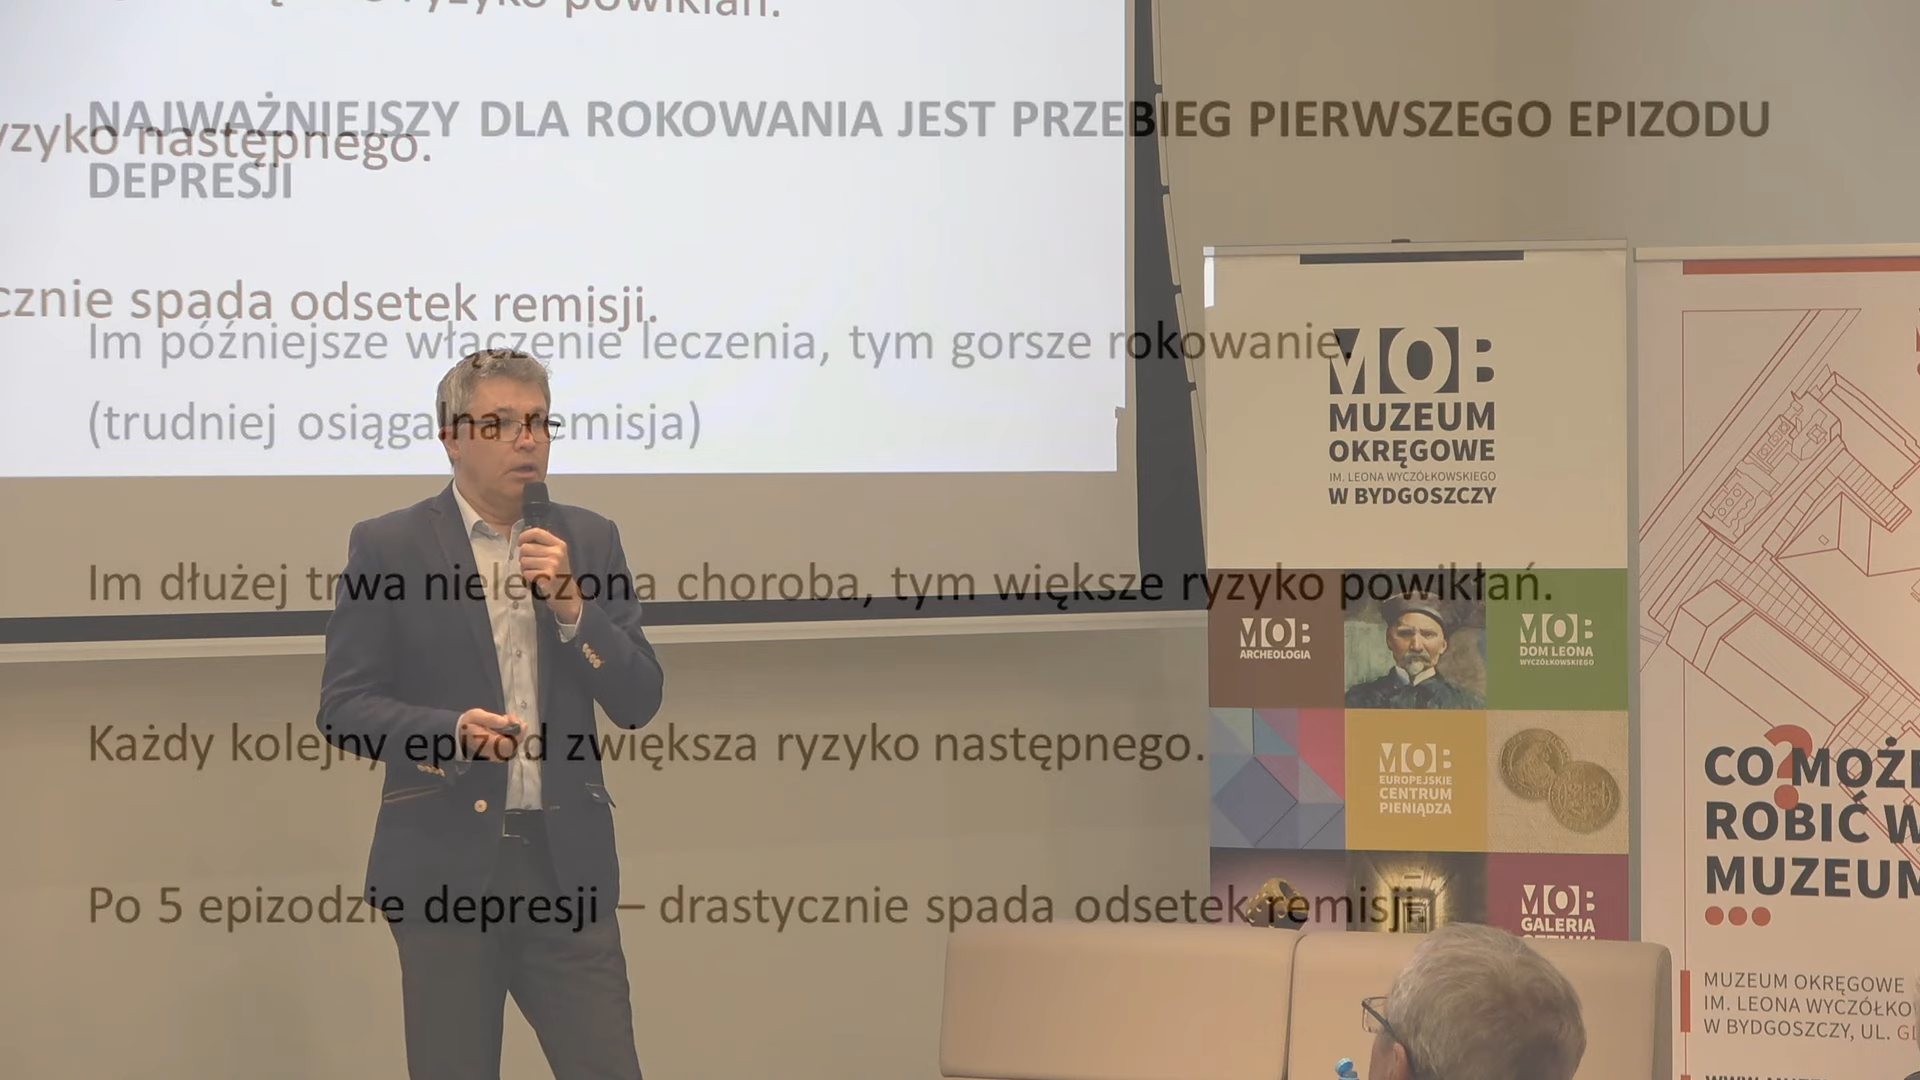 ryzyko powikłań.
NAJWAŻNIEJSZY DLA ROKOWANIA JEST PRZEBIEG PIERWSZEGO EPIZODU
DEPRESJI
następnego.
spada odsetek remisji.
Im późniejsze włączenie leczenia, tym gorsze rokowanie.
(trudniej osiągalna remisja)
Im dłużej trwa nieleczona choroba, tym większe ryzyko powikłań.
Każdy kolejny epizod zwiększa ryzyko następnego.
Po 5 epizodzie depresji – drastycznie spada odsetek remisji.
MOB
MUZEUM
OKRĘGOWE
IM. LEONA WYCZÓŁKOWSKIEGO
W BYDGOSZCZY
MOB
ARCHEOLOGIA
MOB
DOM LEONA
WYCZÓŁKOWSKIEGO
MOB
EUROPEJSKIE
CENTRUM
PIENIĄDZA
MOB
GALERIA
SZTUKI
?
CO MOŻ
ROBIĆ W
MUZEUM
MUZEUM OKRĘGOWE
IM. LEONA WYCZÓŁKO
W BYDGOSZCZY, UL.